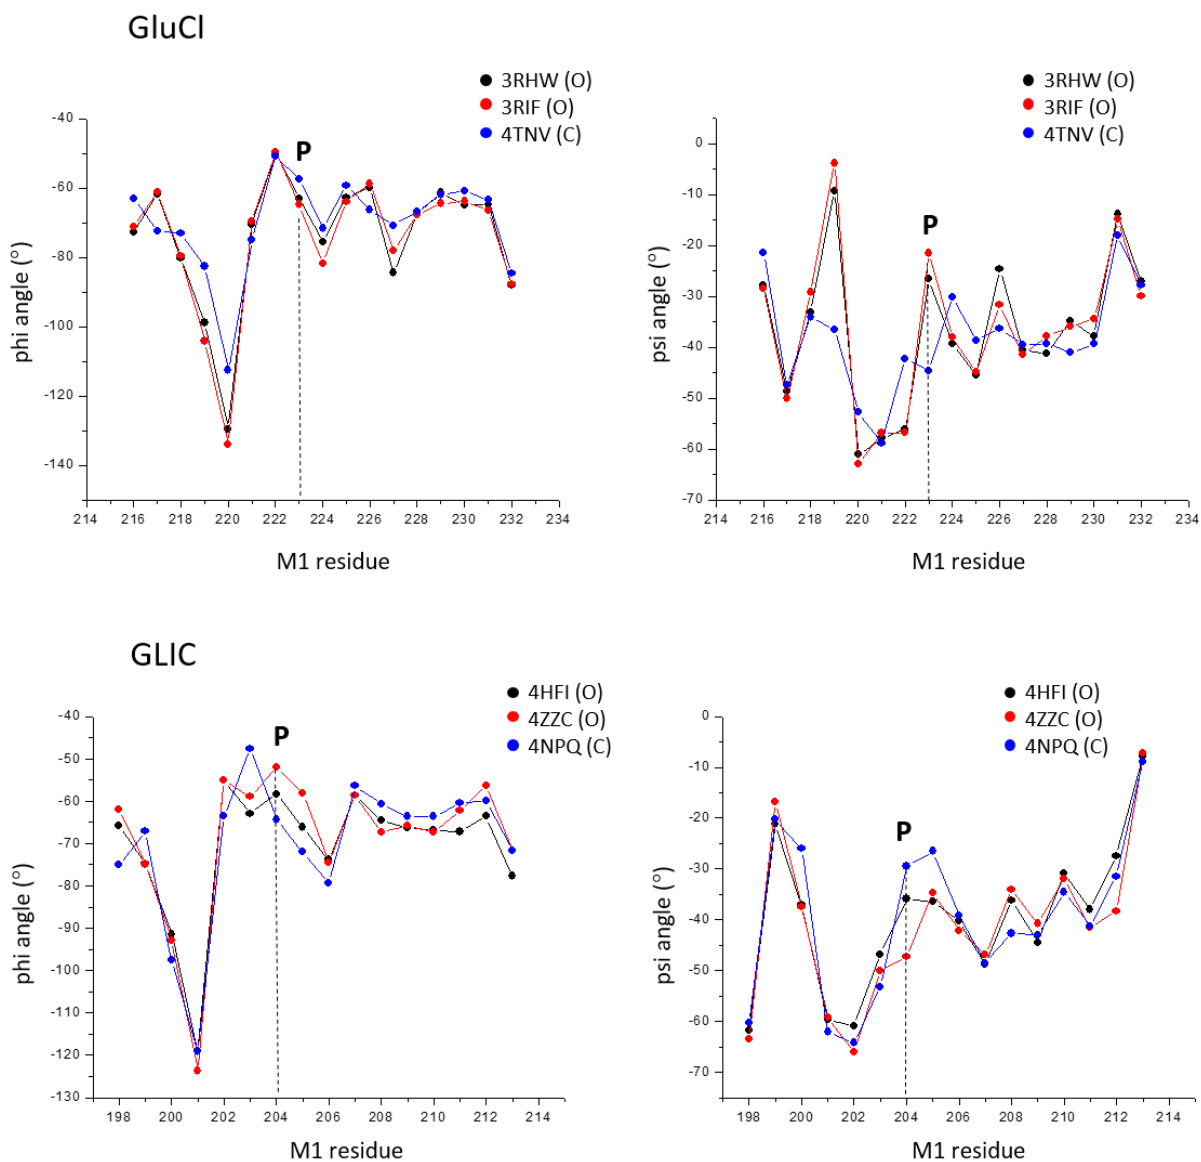 GluCl
3RHW (O)
3RIF (O)
4TNV (C)
P
phi angle (°)
-40
-60
-80
-100
-120
-140
214 216 218 220 222 224 226 228 230 232 234
M1 residue
3RHW (O)
3RIF (O)
4TNV (C)
P
psi angle (°)
0
-10
-20
-30
-40
-50
-60
-70
214 216 218 220 222 224 226 228 230 232 234
M1 residue
GLIC
4HFI (O)
4ZZC (O)
4NPQ (C)
P
phi angle (°)
-40
-50
-60
-70
-80
-90
-100
-110
-120
-130
198 200 202 204 206 208 210 212 214
M1 residue
4HFI (O)
4ZZC (O)
4NPQ (C)
P
psi angle (°)
0
-10
-20
-30
-40
-50
-60
-70
198 200 202 204 206 208 210 212 214
M1 residue